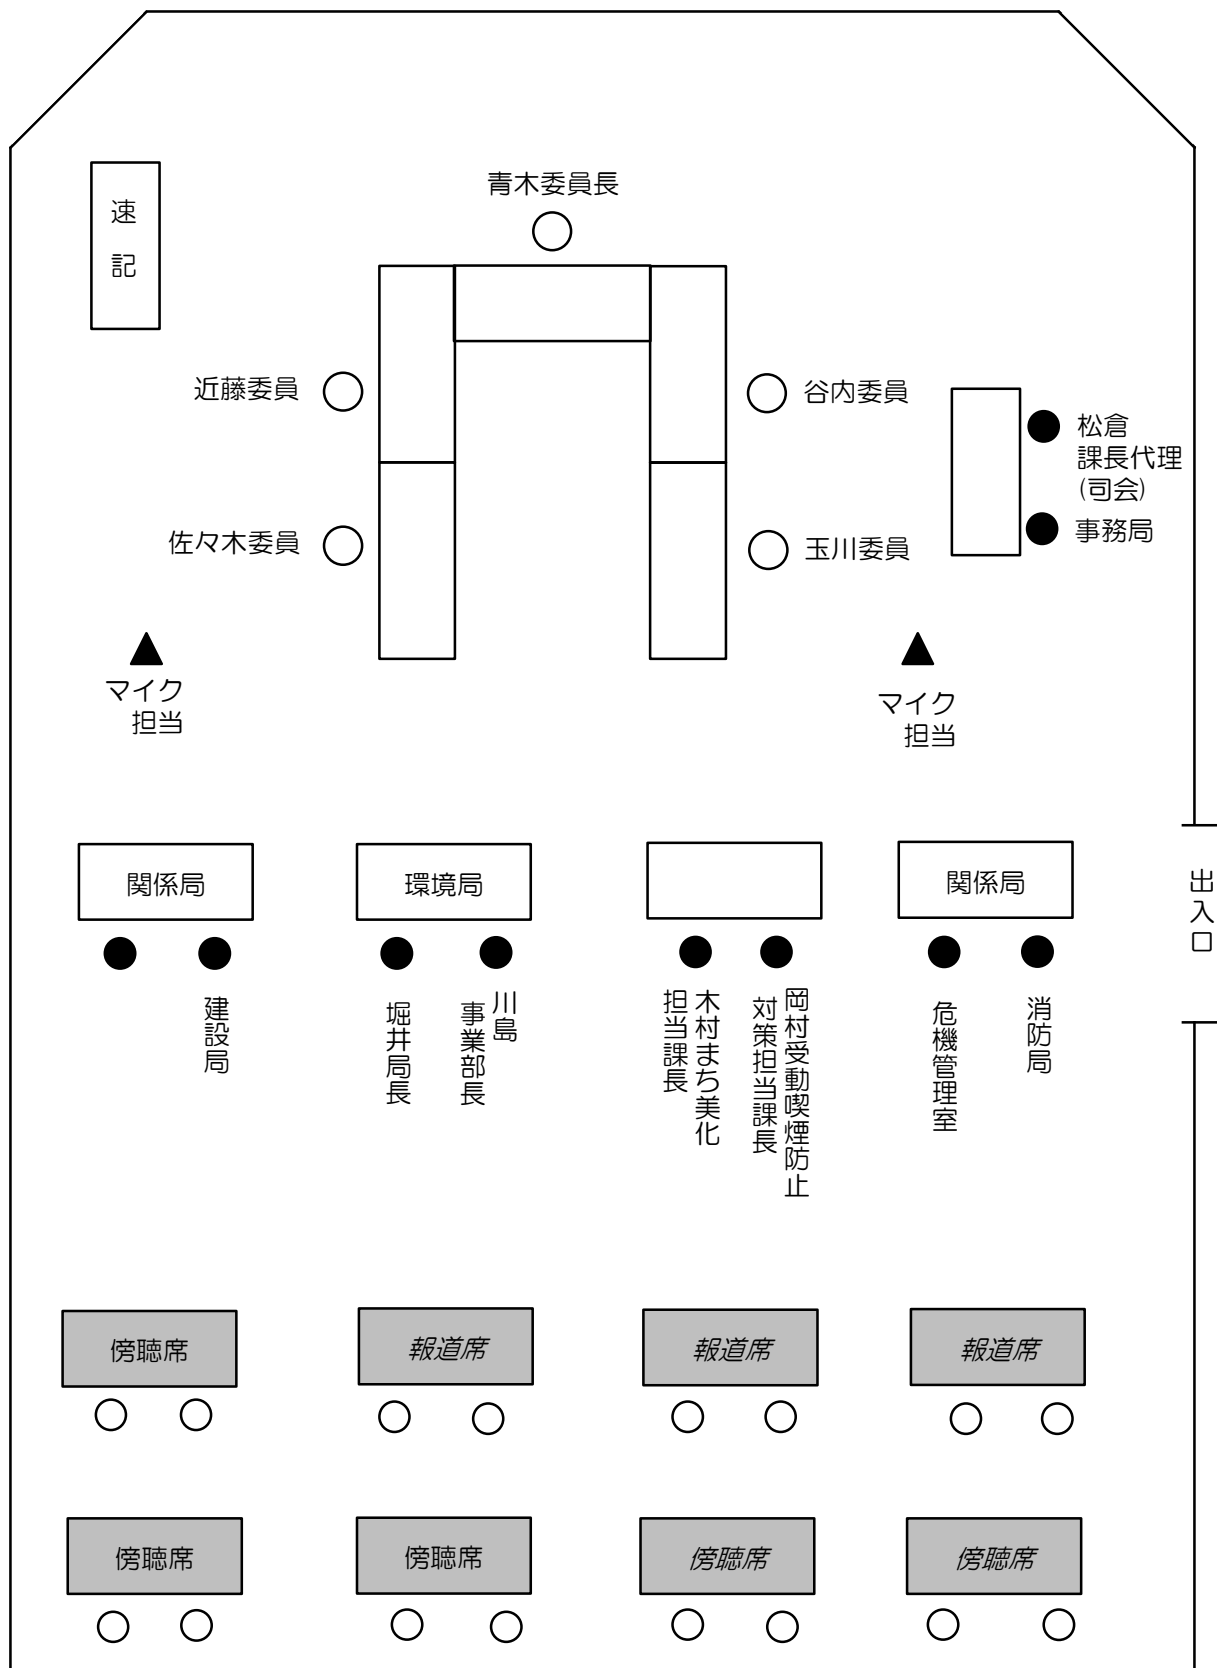 青木委員長
速
記
近藤委員
谷内委員
松倉
課長代理
(司会)
佐々木委員
玉川委員
事務局
マイク
担当
マイク
担当
関係局
環境局
関係局
出入口
建設局
堀井局長
川島
事業部長
木村まち美化
担当課長
岡村受動喫煙防止
対策担当課長
危機管理室
消防局
傍聴席
報道席
報道席
報道席
傍聴席
傍聴席
傍聴席
傍聴席